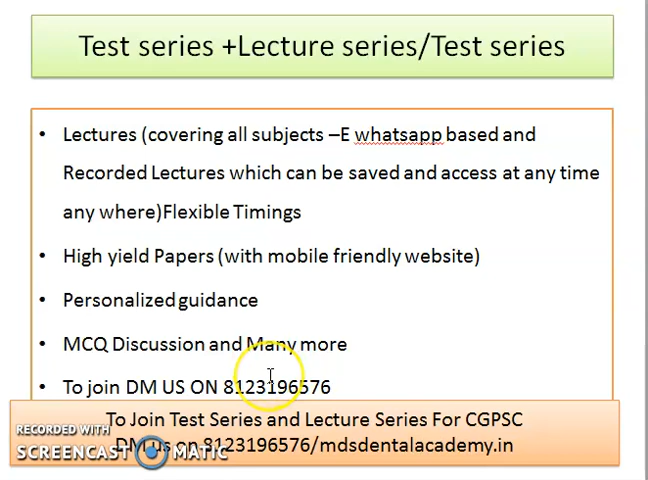 Test series +Lecture series/Test series
• Lectures (covering all subjects –E whatsapp based and
Recorded Lectures which can be saved and access at any time
any where)Flexible Timings
• High yield Papers (with mobile friendly website)
• Personalized guidance
• MCQ Discussion and Many more
• To join DM US ON 8123196576
To Join Test Series and Lecture Series For CGPSC
DM us on 8123196576/mdsdentalacademy.in
RECORDED WITH
SCREENCAST MATIC